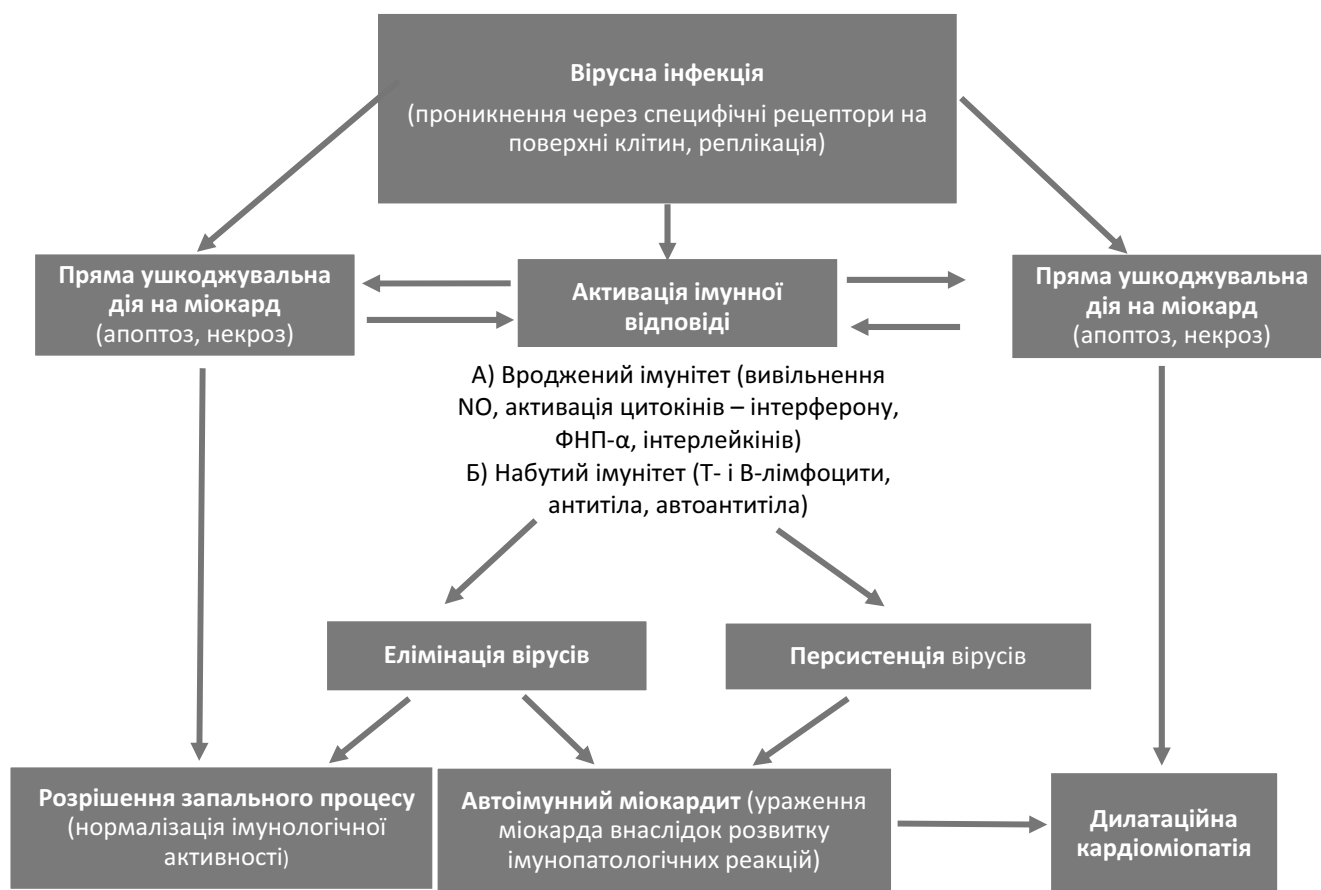 Вірусна інфекція
(проникнення через специфічні рецептори на
поверхні клітин, реплікація)
Пряма ушкоджувальна
дія на міокард
(апоптоз, некроз)
Активація імунної
відповіді
Пряма ушкоджувальна
дія на міокард
(апоптоз, некроз)
А) Вроджений імунітет (вивільнення
NO, активація цитокінів – інтерферону,
ФНП-α, інтерлейкінів)
Б) Набутий імунітет (Т- і В-лімфоцити,
антитіла, автоантитіла)
Елімінація вірусів
Персистенція вірусів
Розрішення запального процесу
(нормалізація імунологічної
активності)
Автоімунний міокардит (ураження
міокарда внаслідок розвитку
імунопатологічних реакцій)
Дилатаційна
кардіоміопатія